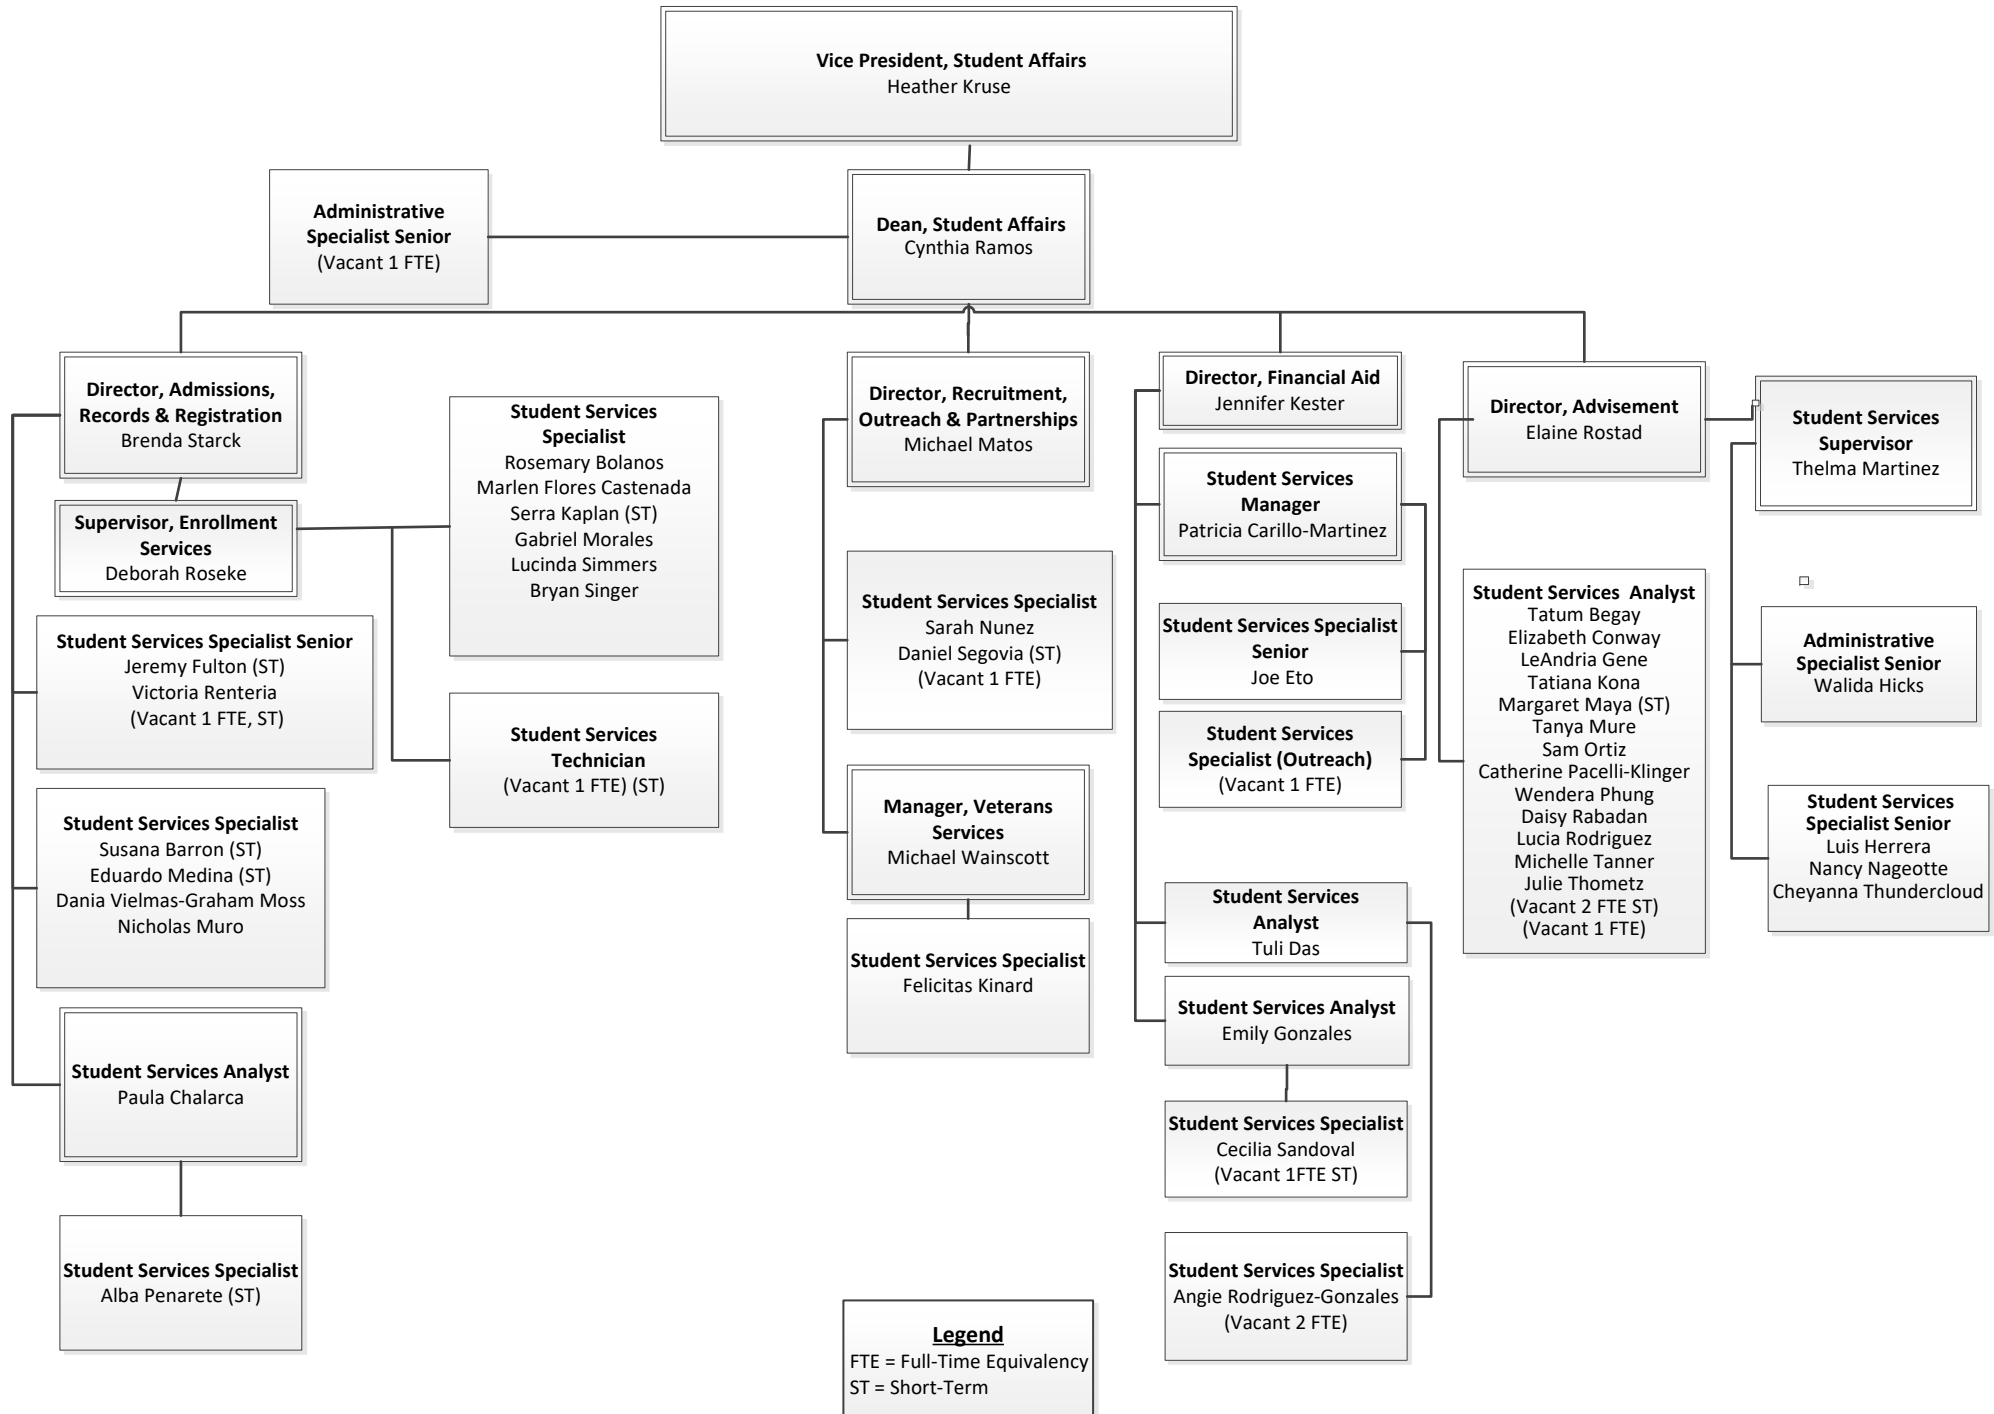 Vice President, Student Affairs
Heather Kruse
Administrative
Specialist Senior
(Vacant 1 FTE)
Dean, Student Affairs
Cynthia Ramos
Director, Admissions,
Records & Registration
Brenda Starck
Supervisor, Enrollment
Services
Deborah Roseke
Student Services
Specialist
Rosemary Bolanos
Marlen Flores Castenada
Serra Kaplan (ST)
Gabriel Morales
Lucinda Simmers
Bryan Singer
Student Services
Technician
(Vacant 1 FTE) (ST)
Student Services Specialist Senior
Jeremy Fulton (ST)
Victoria Renteria
(Vacant 1 FTE, ST)
Student Services Specialist
Susana Barron (ST)
Eduardo Medina (ST)
Dania Vielmas-Graham Moss
Nicholas Muro
Student Services Analyst
Paula Chalarca
Student Services Specialist
Alba Penarete (ST)
Director, Recruitment,
Outreach & Partnerships
Michael Matos
Student Services Specialist
Sarah Nunez
Daniel Segovia (ST)
(Vacant 1 FTE)
Manager, Veterans
Services
Michael Wainscott
Student Services Specialist
Felicitas Kinard
Director, Financial Aid
Jennifer Kester
Student Services
Manager
Patricia Carillo-Martinez
Student Services Specialist
Senior
Joe Eto
Student Services
Specialist (Outreach)
(Vacant 1 FTE)
Student Services
Analyst
Tuli Das
Student Services Analyst
Emily Gonzales
Student Services Specialist
Cecilia Sandoval
(Vacant 1FTE ST)
Student Services Specialist
Angie Rodriguez-Gonzales
(Vacant 2 FTE)
Director, Advisement
Elaine Rostad
Student Services  Analyst
Tatum Begay
Elizabeth Conway
LeAndria Gene
Tatiana Kona
Margaret Maya (ST)
Tanya Mure
Sam Ortiz
Catherine Pacelli-Klinger
Wendera Phung
Daisy Rabadan
Lucia Rodriguez
Michelle Tanner
Julie Thometz
(Vacant 2 FTE ST)
(Vacant 1 FTE)
Student Services
Supervisor
Thelma Martinez
Administrative
Specialist Senior
Walida Hicks
Student Services
Specialist Senior
Luis Herrera
Nancy Nageotte
Cheyanna Thundercloud
Legend
FTE = Full-Time Equivalency
ST = Short-Term